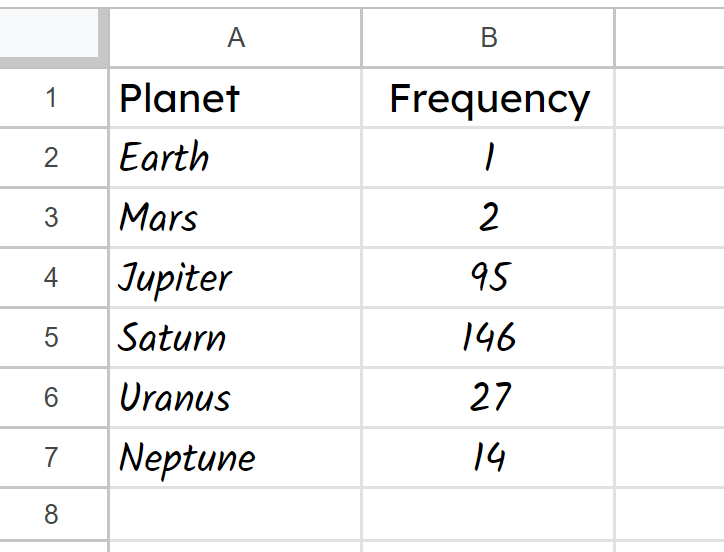 A B
1 Planet Frequency
2 Earth 1
3 Mars 2
4 Jupiter 95
5 Saturn 146
6 Uranus 27
7 Neptune 14
8